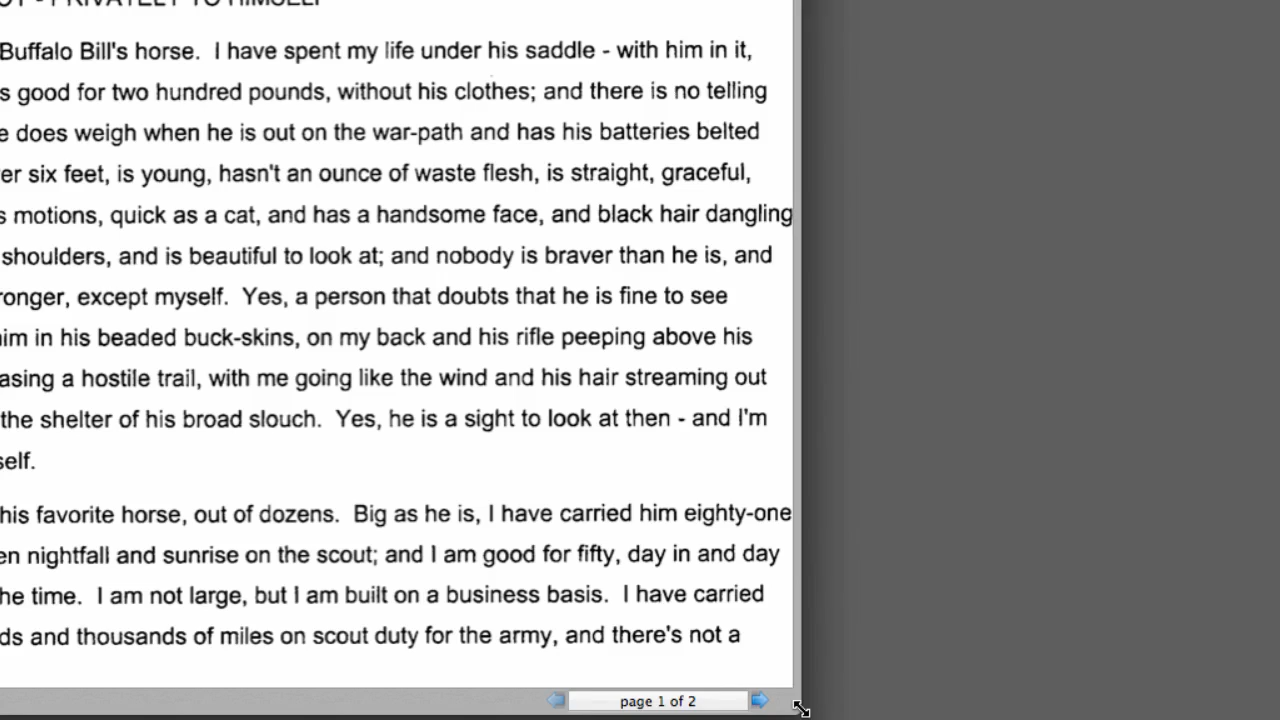 PRIVATELY TO HIMSELF
Buffalo Bill's horse.  I have spent my life under his saddle - with him in it,
s good for two hundred pounds, without his clothes; and there is no telling
e does weigh when he is out on the war-path and has his batteries belted
er six feet, is young, hasn't an ounce of waste flesh, is straight, graceful,
s motions, quick as a cat, and has a handsome face, and black hair dangling
shoulders, and is beautiful to look at; and nobody is braver than he is, and
ronger, except myself.  Yes, a person that doubts that he is fine to see
im in his beaded buck-skins, on my back and his rifle peeping above his
asing a hostile trail, with me going like the wind and his hair streaming out
the shelter of his broad slouch.  Yes, he is a sight to look at then - and I'm
self.
his favorite horse, out of dozens.  Big as he is, I have carried him eighty-one
en nightfall and sunrise on the scout; and I am good for fifty, day in and day
he time.  I am not large, but I am built on a business basis.  I have carried
ds and thousands of miles on scout duty for the army, and there's not a
page 1 of 2